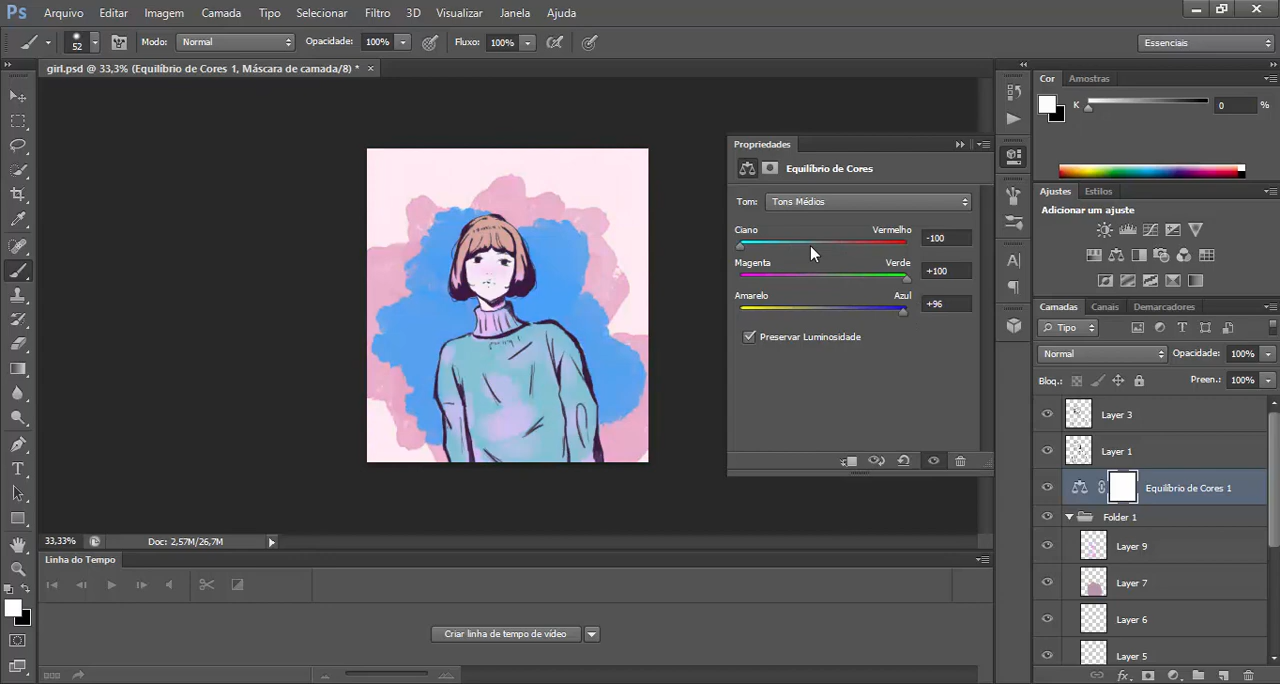 Ps Arquivo Editar Imagem Camada Tipo Selecionar Filtro 3D Visualizar Janela Ajuda
52 Modo: Normal Opacidade: 100% Fluxo: 100% Essenciais
girl.psd @ 33,3% (Equilíbrio de Cores 1, Máscara de camada/8) * ×
Cor Amostras
K 0 %
Propriedades
Equilíbrio de Cores
Tom: Tons Médios
Ciano Vermelho -100
Magenta Verde +100
Amarelo Azul +96
Preservar Luminosidade
Ajustes Estilos
Adicionar um ajuste
Camadas Canais Demarcadores
Tipo
Normal Opacidade: 100%
Bloq.: Preen.: 100%
Layer 3
Layer 1
Equilíbrio de Cores 1
Folder 1
Layer 9
Layer 7
Layer 6
Layer 5
33,33% Doc: 2,57M/26,7M
Linha do Tempo
Criar linha de tempo de vídeo